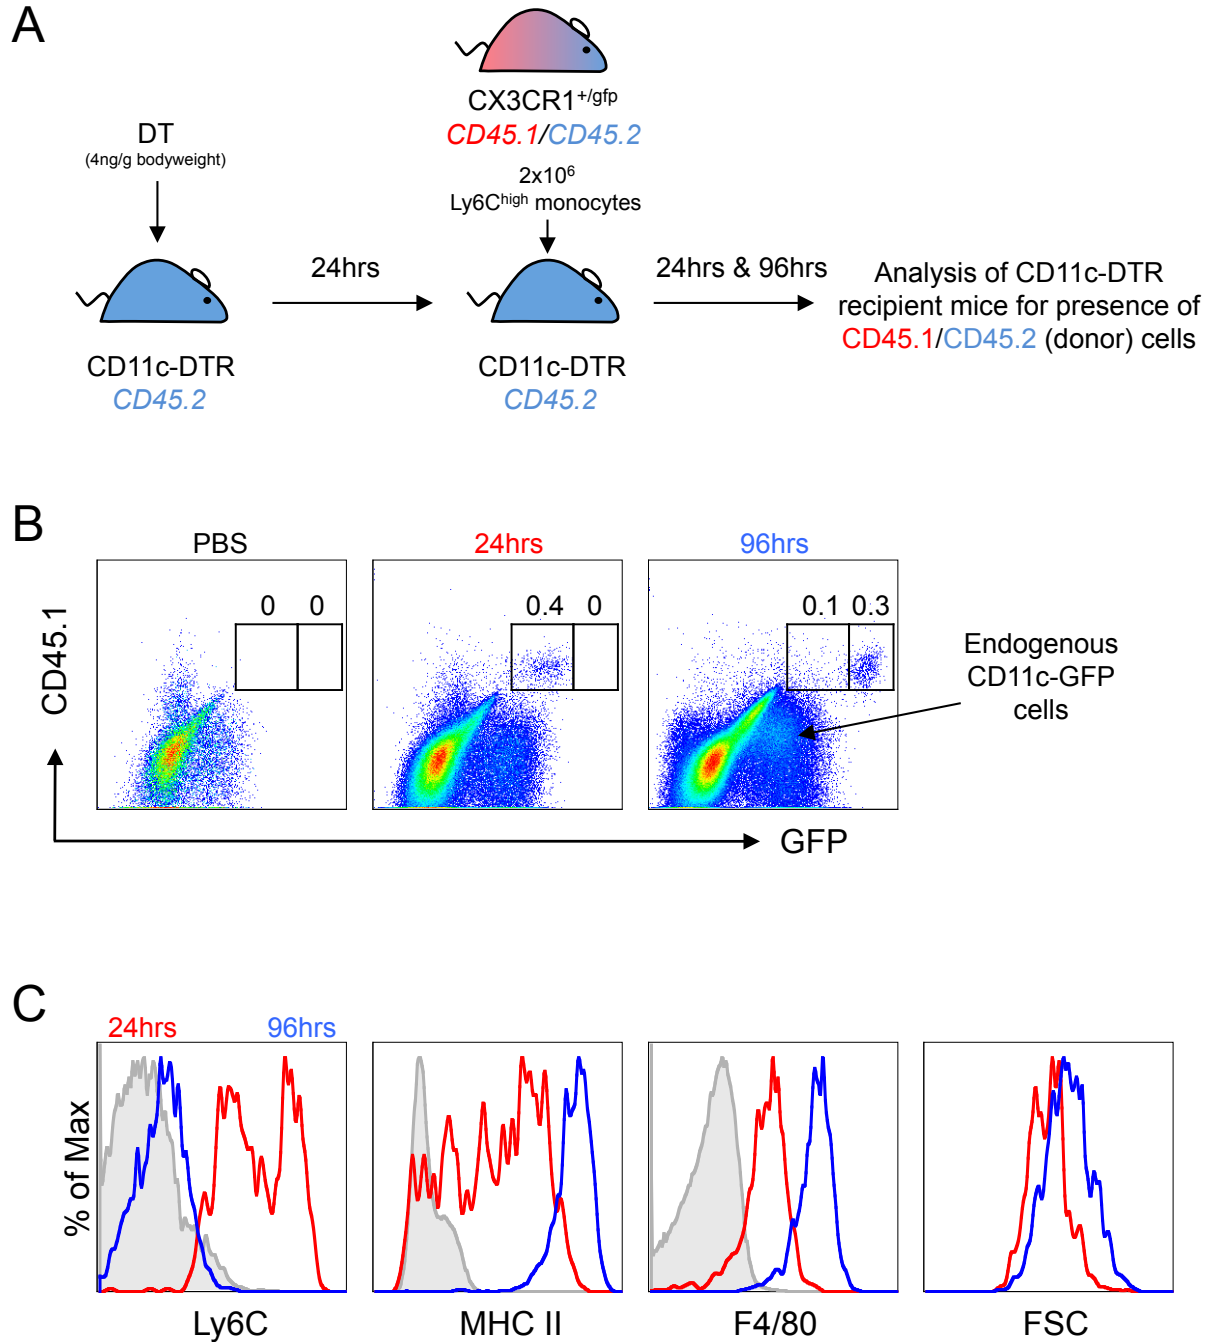 A
CX3CR1+/gfp
CD45.1/CD45.2
DT
(4ng/g bodyweight)
2x10⁶
Ly6Chigh monocytes
24hrs
24hrs & 96hrs
Analysis of CD11c-DTR
recipient mice for presence of
CD45.1/CD45.2 (donor) cells
CD11c-DTR
CD45.2
CD11c-DTR
CD45.2
B
PBS
24hrs
96hrs
0 0
0.4 0
0.1 0.3
CD45.1
Endogenous
CD11c-GFP
cells
GFP
C
24hrs
96hrs
% of Max
Ly6C
MHC II
F4/80
FSC